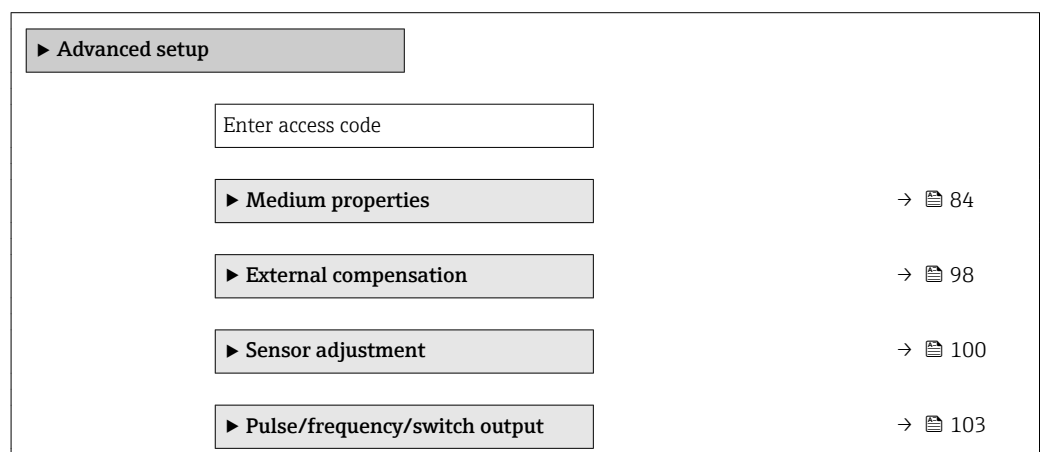 ▶ Advanced setup
Enter access code
▶ Medium properties → 84
▶ External compensation → 98
▶ Sensor adjustment → 100
▶ Pulse/frequency/switch output → 103